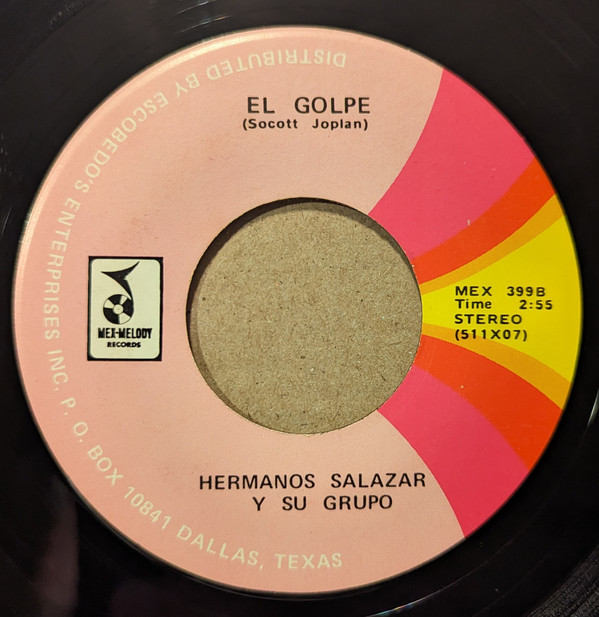 EL GOLPE
(Socott Joplan)
MEX-MELODY
RECORDS
MEX 399B
Time 2:55
STEREO
(511X07)
HERMANOS SALAZAR
Y SU GRUPO
DISTRIBUTED BY ESCOBEDO'S ENTERPRISES INC. P. O. BOX 10841 DALLAS, TEXAS